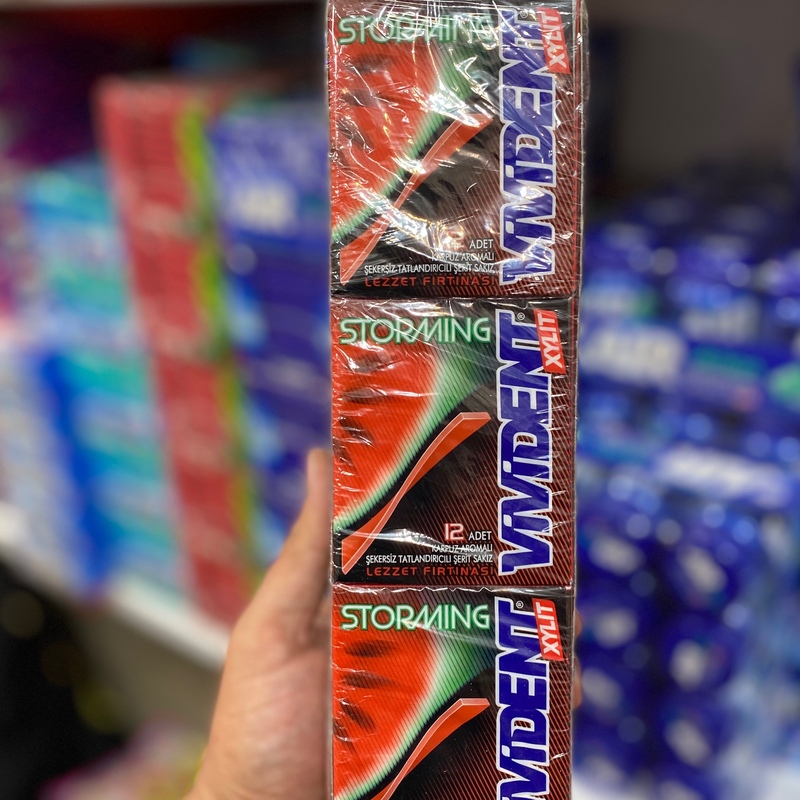 STORMING
VIVIDENT®
XYLIT
ADET
KARPUZ AROMALI
ŞEKERSİZ TATLANDIRICILI ŞERİT SAKIZ
LEZZET FIRTINASI
STORMING
VIVIDENT®
XYLIT
12 ADET
KARPUZ AROMALI
ŞEKERSİZ TATLANDIRICILI ŞERİT SAKIZ
LEZZET FIRTINASI
STORMING
VIVIDENT®
XYLIT